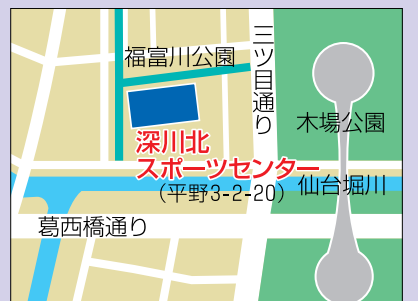 福富川公園
三ツ目通り
木場公園
深川北
スポーツセンター
(平野3-2-20)
仙台堀川
葛西橋通り